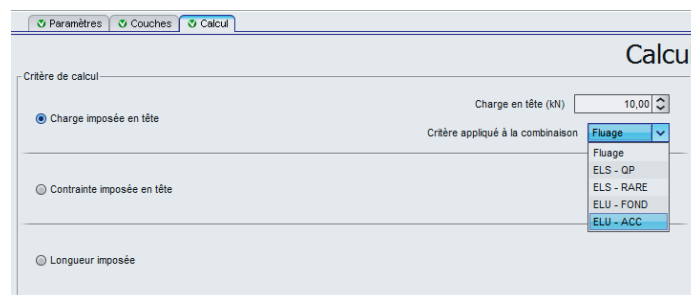 Paramètres Couches Calcul
Calcu
Critère de calcul
Charge en tête (kN) 10,00
Charge imposée en tête
Critère appliqué à la combinaison Fluage
Fluage
ELS - QP
ELS - RARE
ELU - FOND
ELU - ACC
Contrainte imposée en tête
Longueur imposée